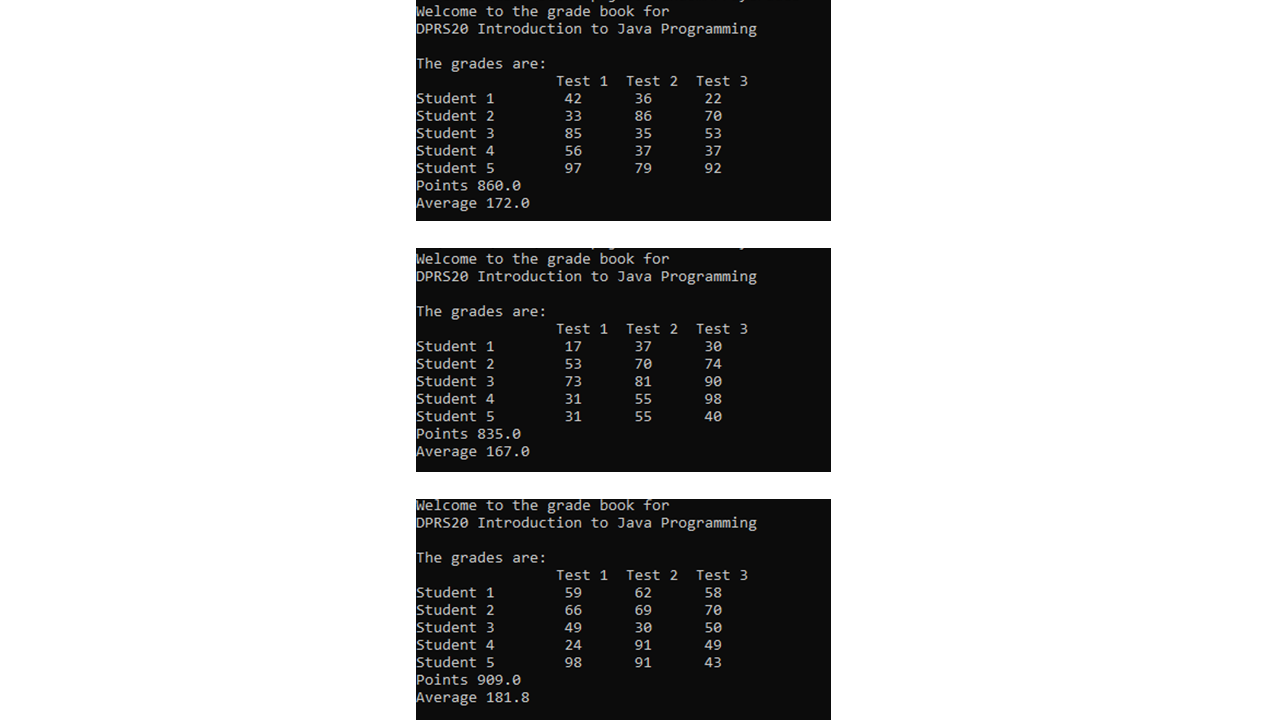 Welcome to the grade book for
DPRS20 Introduction to Java Programming
The grades are:
Test 1 Test 2 Test 3
Student 1 42 36 22
Student 2 33 86 70
Student 3 85 35 53
Student 4 56 37 37
Student 5 97 79 92
Points 860.0
Average 172.0
Welcome to the grade book for
DPRS20 Introduction to Java Programming
The grades are:
Test 1 Test 2 Test 3
Student 1 17 37 30
Student 2 53 70 74
Student 3 73 81 90
Student 4 31 55 98
Student 5 31 55 40
Points 835.0
Average 167.0
Welcome to the grade book for
DPRS20 Introduction to Java Programming
The grades are:
Test 1 Test 2 Test 3
Student 1 59 62 58
Student 2 66 69 70
Student 3 49 30 50
Student 4 24 91 49
Student 5 98 91 43
Points 909.0
Average 181.8